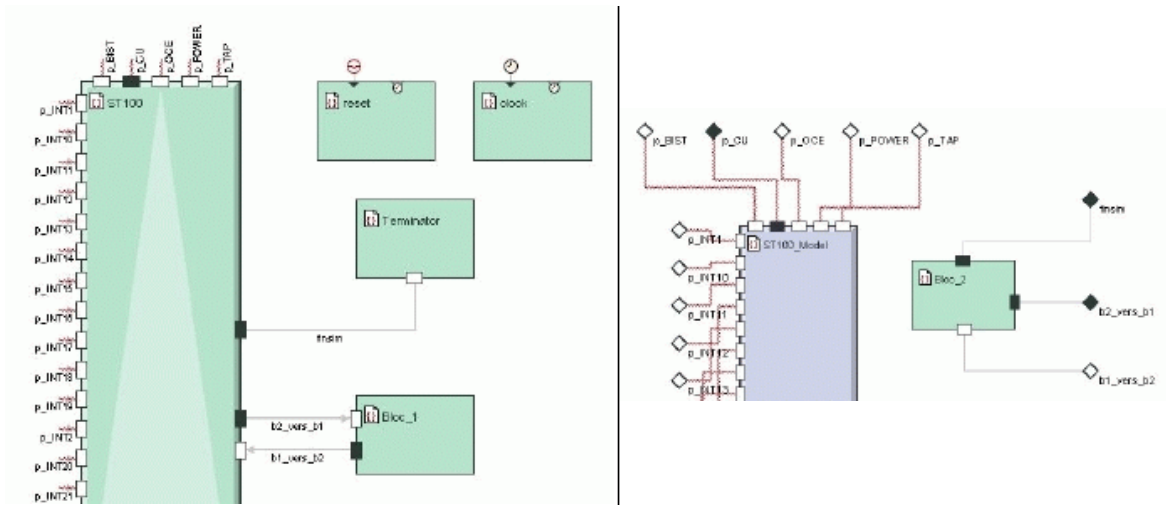 p_BIST
p_CU
p_OCE
p_POWER
p_TAP
ST100
reset
clock
p_INT1
p_INT10
p_INT11
p_INT12
p_INT13
p_INT14
p_INT15
p_INT16
p_INT17
p_INT18
p_INT19
p_INT2
p_INT20
p_INT21
Terminator
finsim
Bloc_1
b2_vers_b1
b1_vers_b2
p_BIST
p_CU
p_OCE
p_POWER
p_TAP
p_INT1
p_INT10
p_INT11
p_INT12
p_INT13
ST100_Model
finsim
Bloc_2
b2_vers_b1
b1_vers_b2